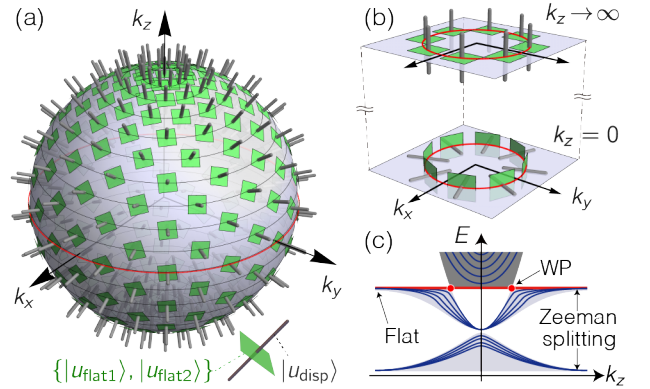 (a)
k_z
k_x
k_y
{|u_flat1⟩, |u_flat2⟩}
|u_disp⟩
(b)
k_z → ∞
≈
≈
k_z = 0
k_x
k_y
(c)
E
WP
Flat
Zeeman
splitting
k_z